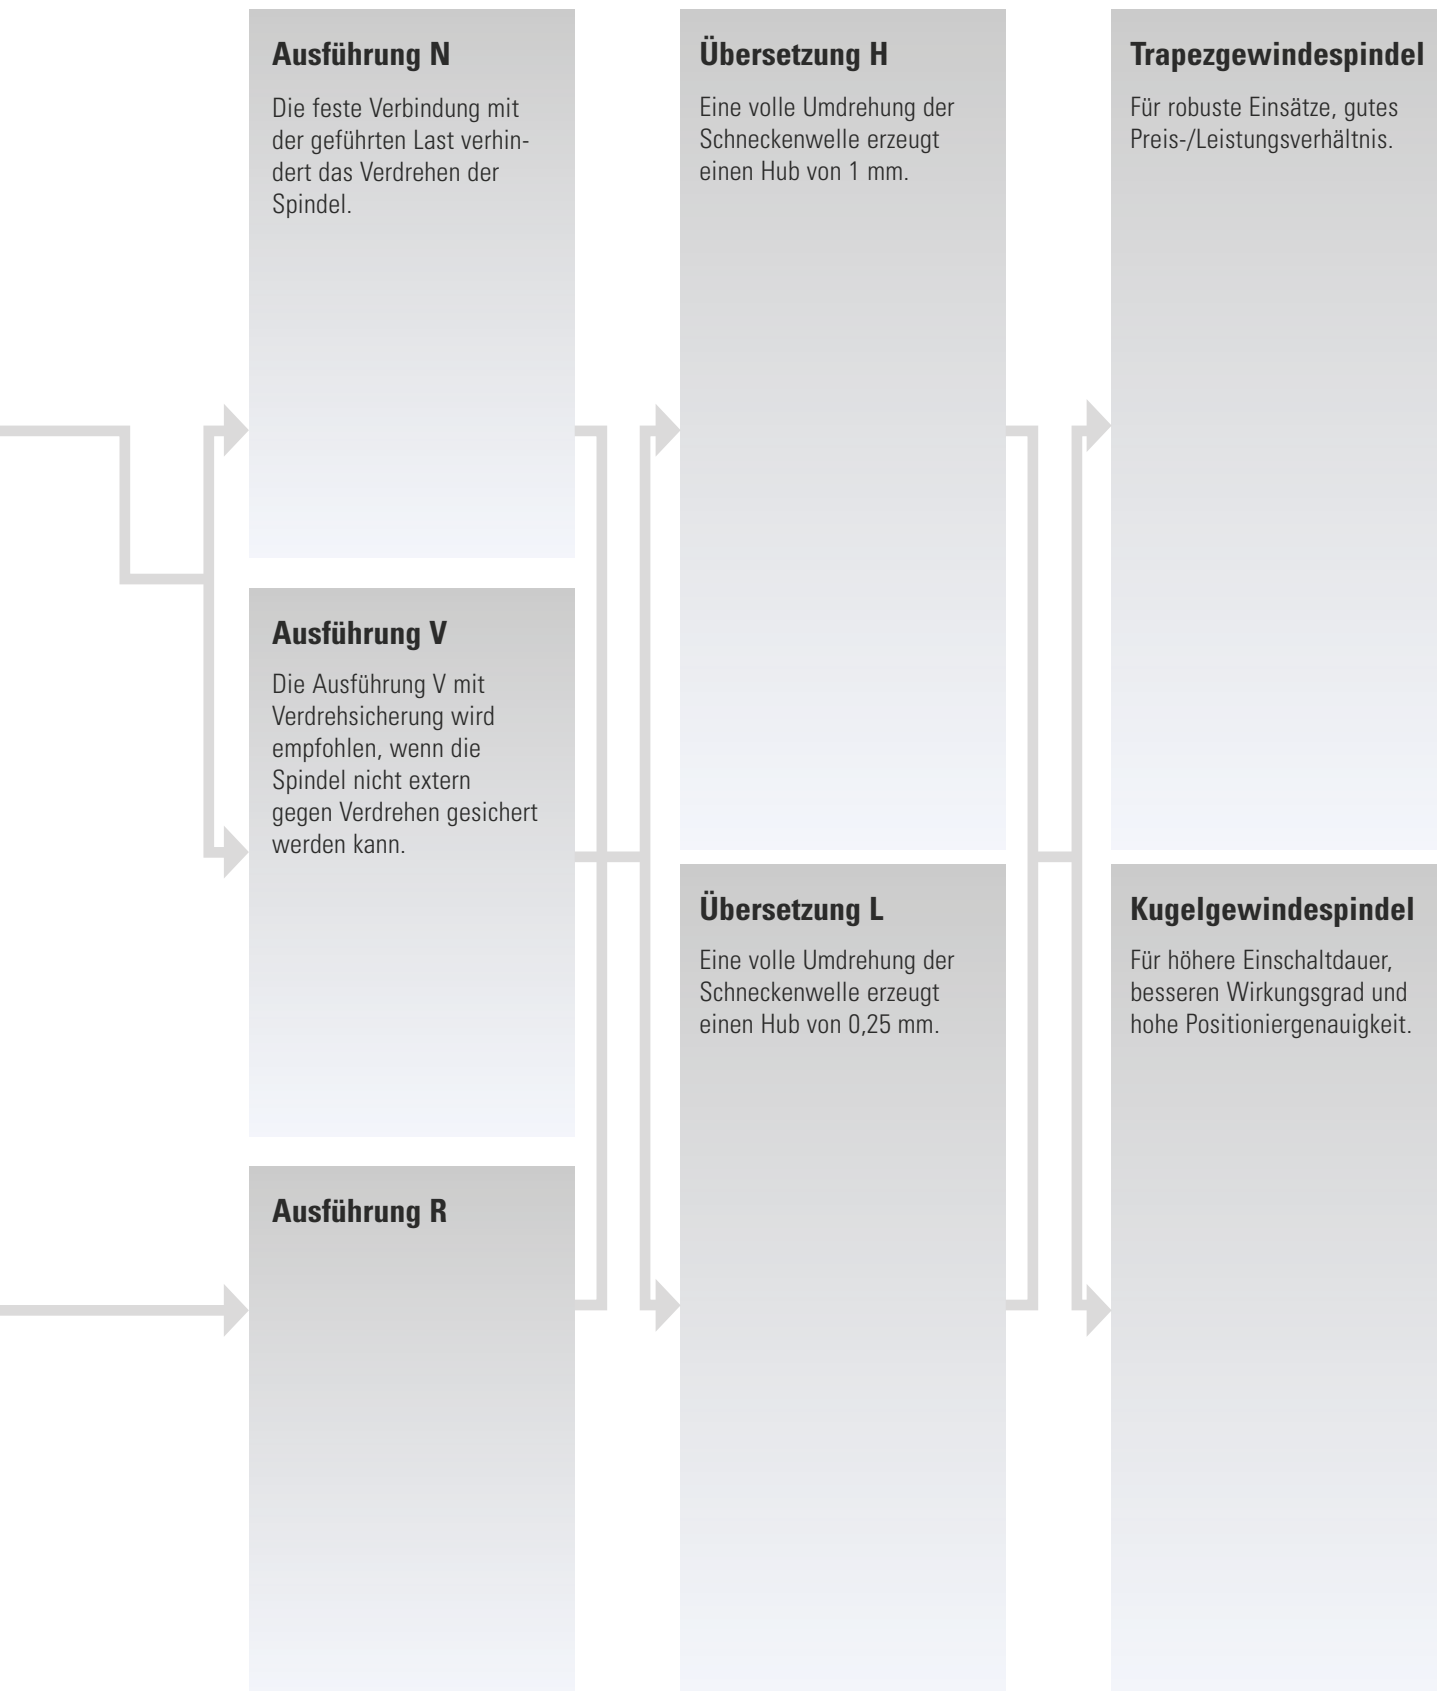 Ausführung N
Die feste Verbindung mit
der geführten Last verhin-
dert das Verdrehen der
Spindel.
Ausführung V
Die Ausführung V mit
Verdrehsicherung wird
empfohlen, wenn die
Spindel nicht extern
gegen Verdrehen gesichert
werden kann.
Ausführung R
Übersetzung H
Eine volle Umdrehung der
Schneckenwelle erzeugt
einen Hub von 1 mm.
Übersetzung L
Eine volle Umdrehung der
Schneckenwelle erzeugt
einen Hub von 0,25 mm.
Trapezgewindespindel
Für robuste Einsätze, gutes
Preis-/Leistungsverhältnis.
Kugelgewindespindel
Für höhere Einschaltdauer,
besseren Wirkungsgrad und
hohe Positioniergenauigkeit.